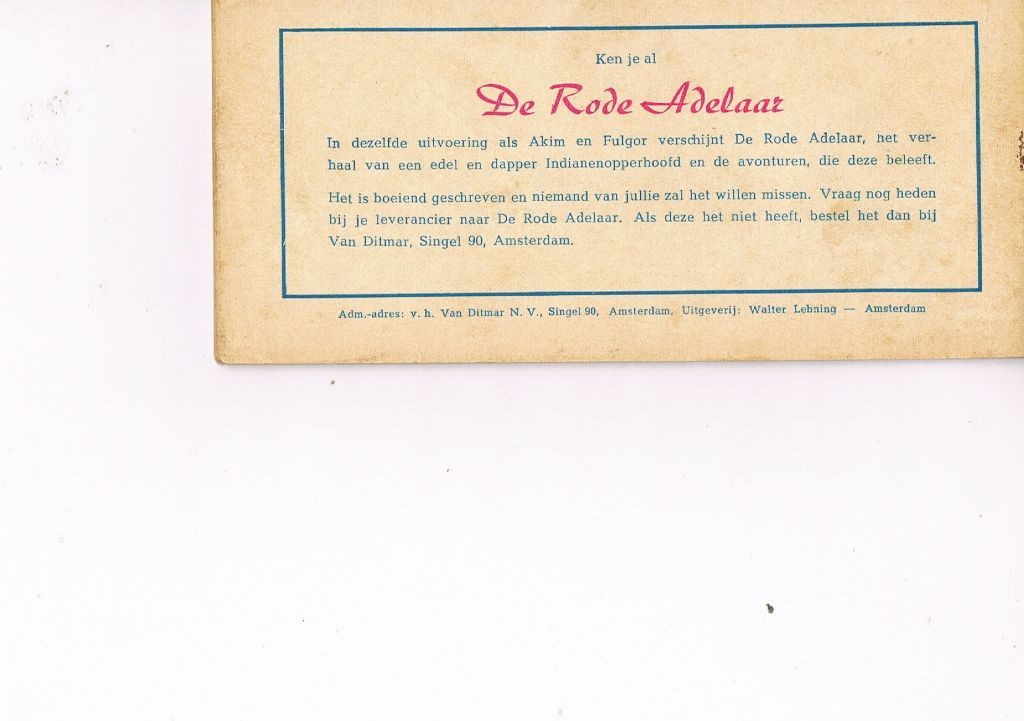 Ken je al
De Rode Adelaar
In dezelfde uitvoering als Akim en Fulgor verschijnt De Rode Adelaar, het ver-
haal van een edel en dapper Indianenopperhoofd en de avonturen, die deze beleeft.
Het is boeiend geschreven en niemand van jullie zal het willen missen. Vraag nog heden
bij je leverancier naar De Rode Adelaar. Als deze het niet heeft, bestel het dan bij
Van Ditmar, Singel 90, Amsterdam.
Adm.-adres: v. h. Van Ditmar N. V., Singel 90, Amsterdam, Uitgeverij: Walter Lehning — Amsterdam